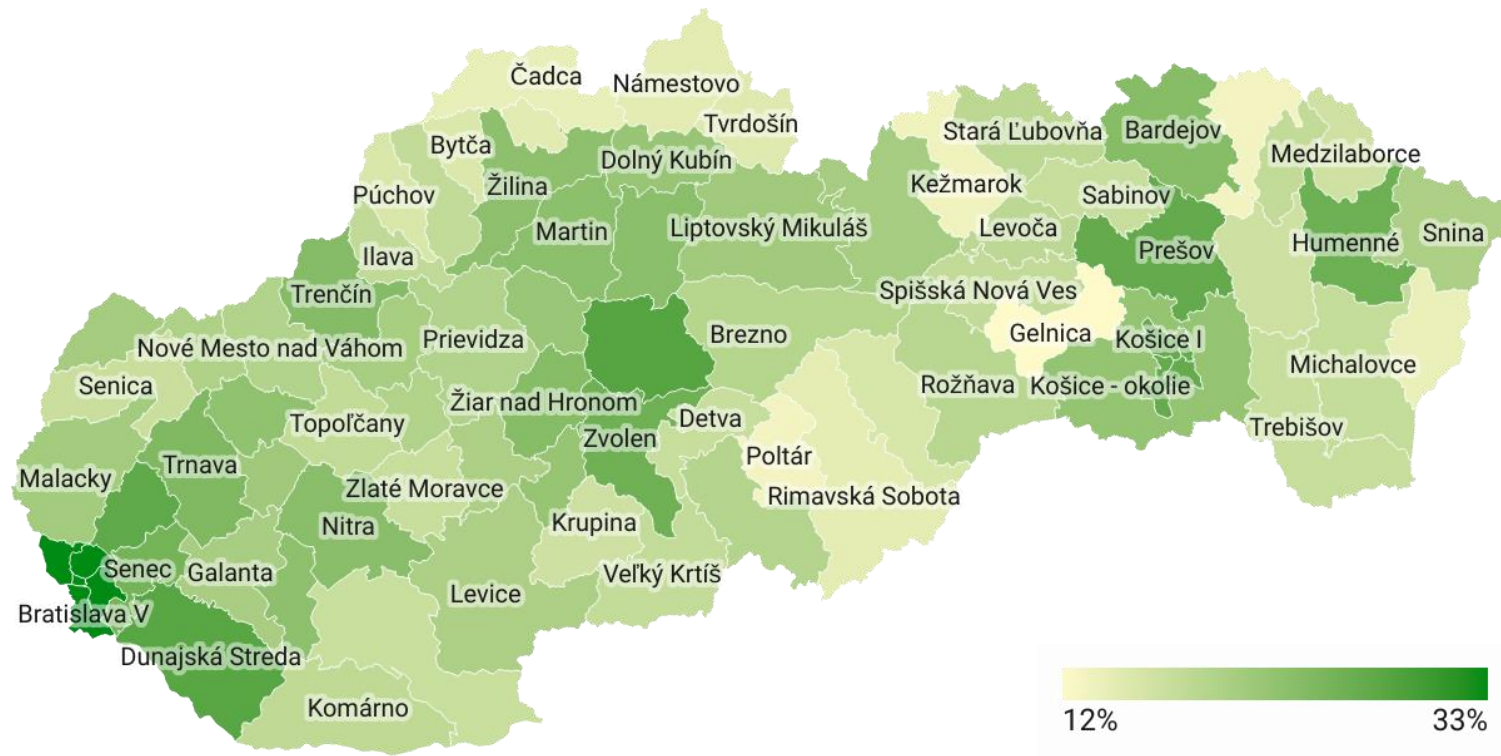 Čadca
Námestovo
Tvrdošín
Bytča
Dolný Kubín
Stará Ľubovňa
Bardejov
Medzilaborce
Púchov
Žilina
Kežmarok
Sabinov
Martin
Liptovský Mikuláš
Levoča
Ilava
Prešov
Humenné
Snina
Trenčín
Spišská Nová Ves
Prievidza
Brezno
Gelnica
Košice I
Nové Mesto nad Váhom
Michalovce
Senica
Rožňava
Košice - okolie
Žiar nad Hronom
Topoľčany
Detva
Trebišov
Zvolen
Poltár
Trnava
Malacky
Zlaté Moravce
Rimavská Sobota
Nitra
Krupina
Senec
Galanta
Veľký Krtíš
Levice
Bratislava V
Dunajská Streda
Komárno
12%
33%